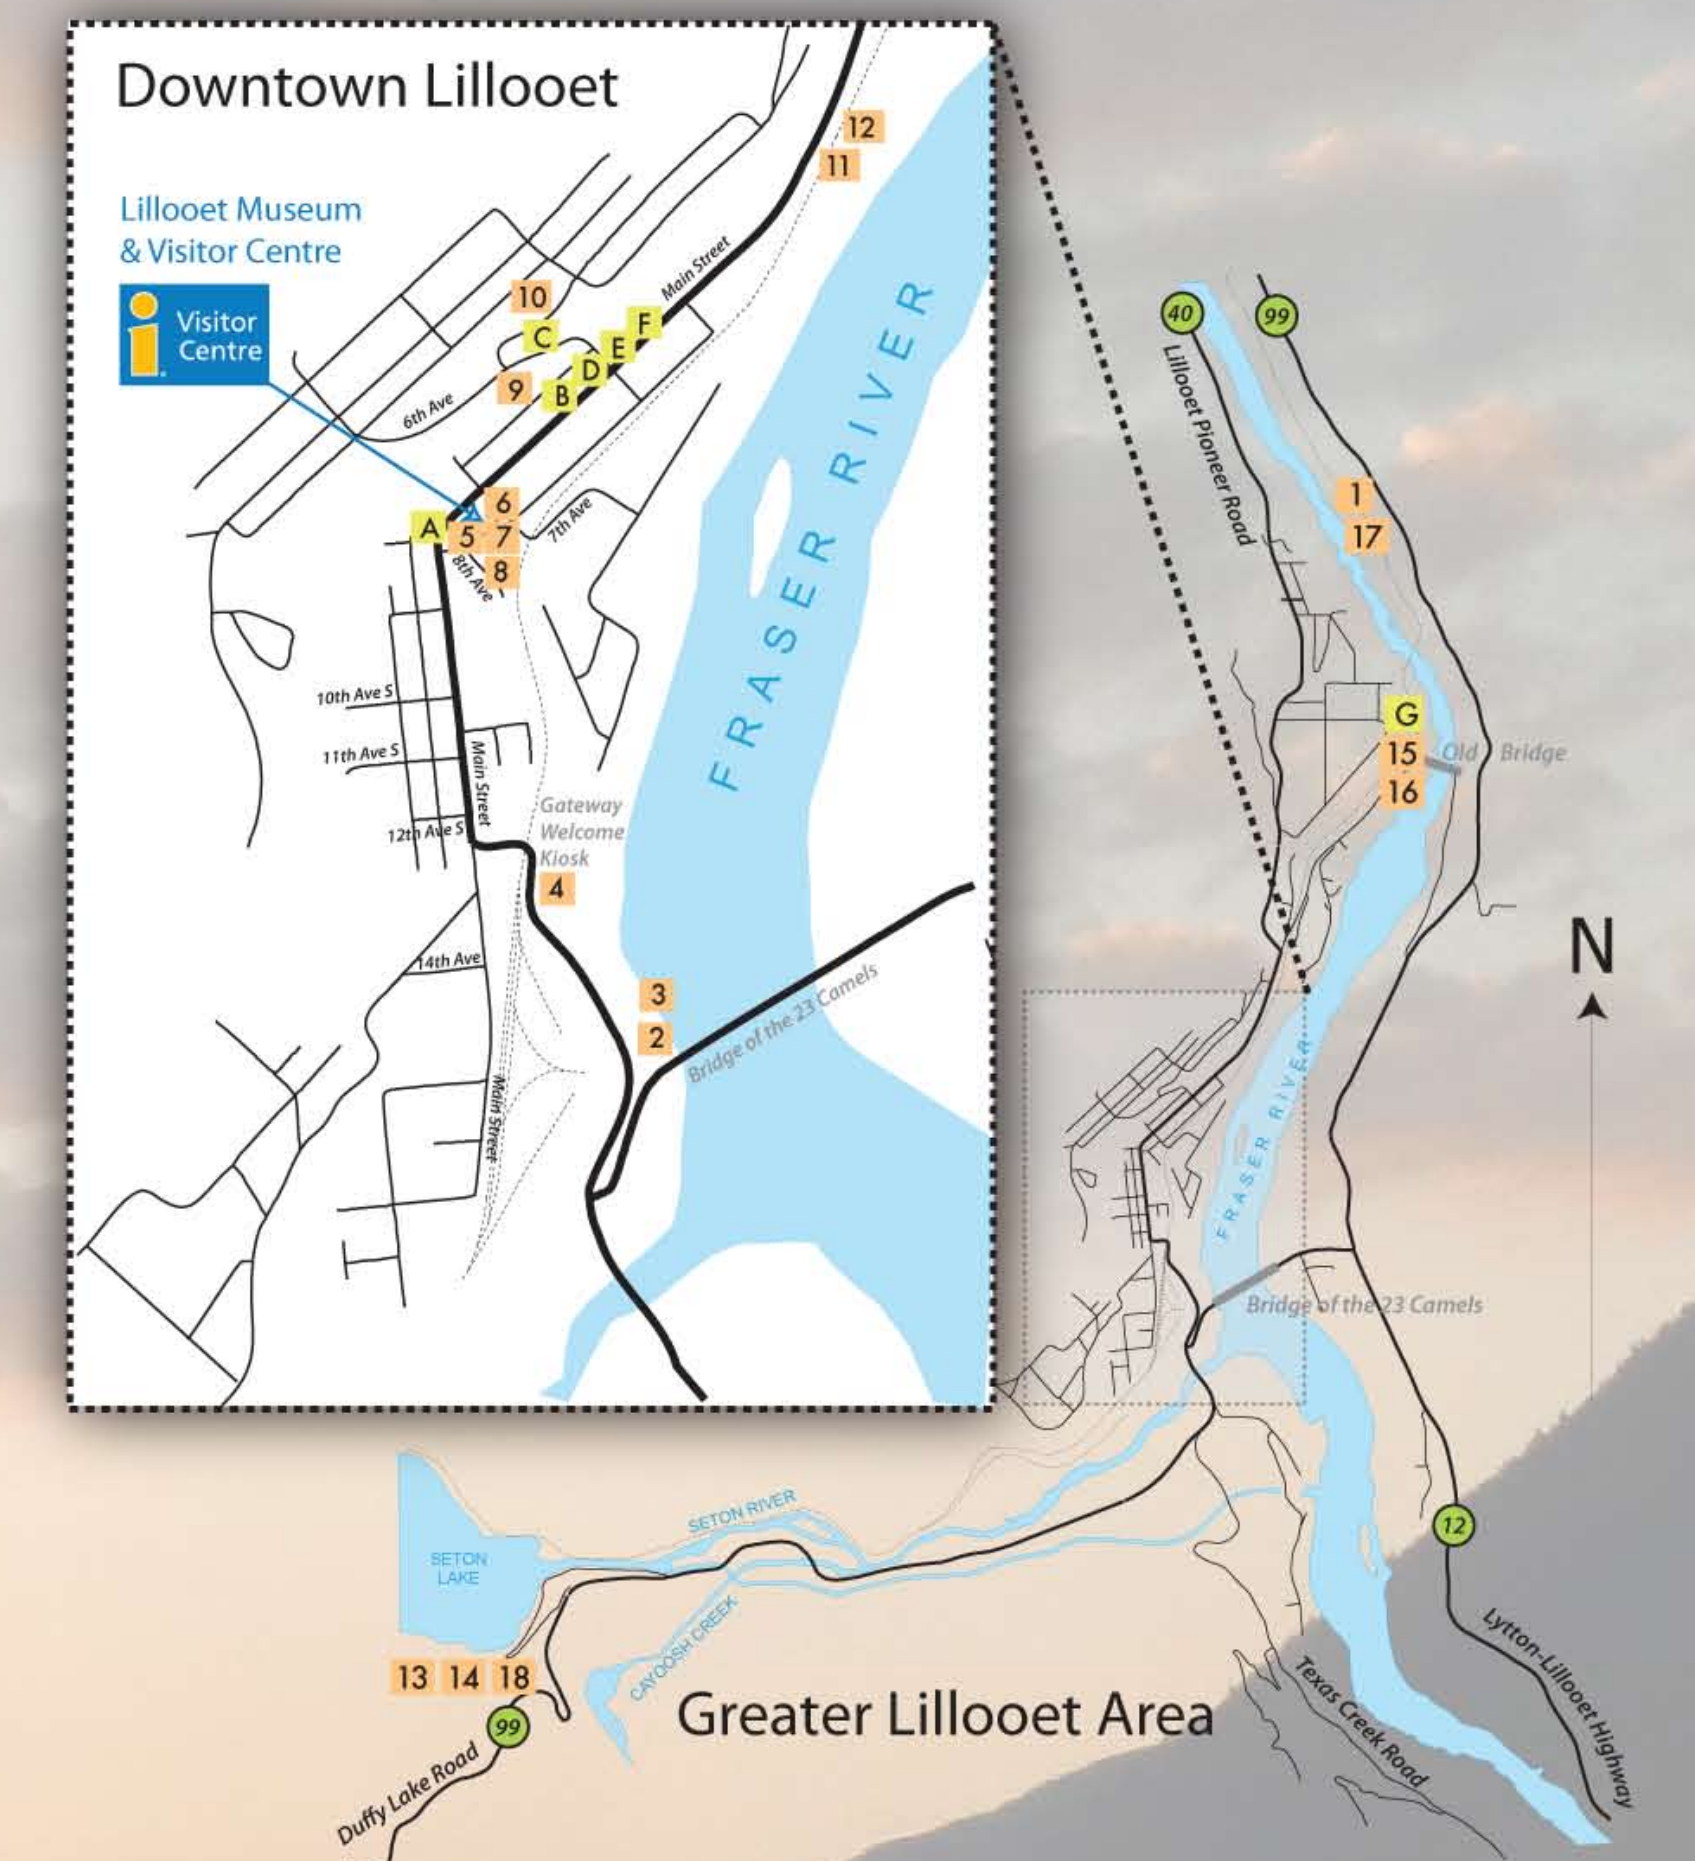 Downtown Lillooet
Lillooet Museum
& Visitor Centre
Visitor
Centre
12
11
Main Street
10
C
F
E
D
B
9
6th Ave
A
6
5
7
8
7th Ave
8th Ave
FRASER RIVER
10th Ave S
11th Ave S
12th Ave S
Main Street
Gateway
Welcome
Kiosk
4
14th Ave
3
2
Bridge of the 23 Camels
Main Street
40
99
Lillooet Pioneer Road
1
17
G
15
16
Old Bridge
N
FRASER RIVER
Bridge of the 23 Camels
SETON RIVER
SETON
LAKE
CAYOOSH CREEK
12
Lytton-Lillooet Highway
13 14 18
99
Duffy Lake Road
Greater Lillooet Area
Texas Creek Road